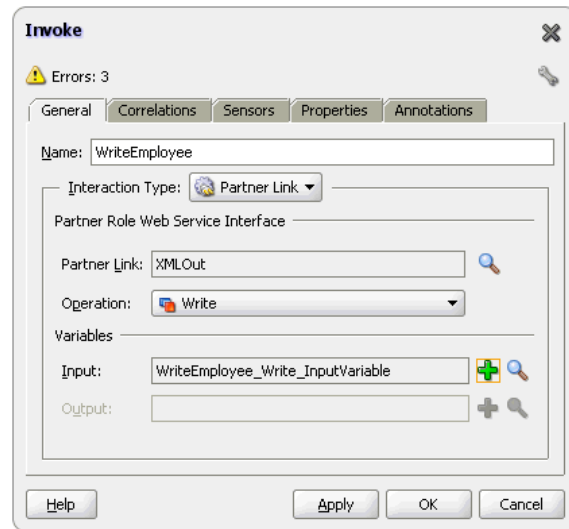 Invoke
Errors: 3
General Correlations Sensors Properties Annotations
Name: WriteEmployee
Interaction Type: Partner Link
Partner Role Web Service Interface
Partner Link: XMLOut
Operation: Write
Variables
Input: WriteEmployee_Write_InputVariable
Output:
Help Apply OK Cancel